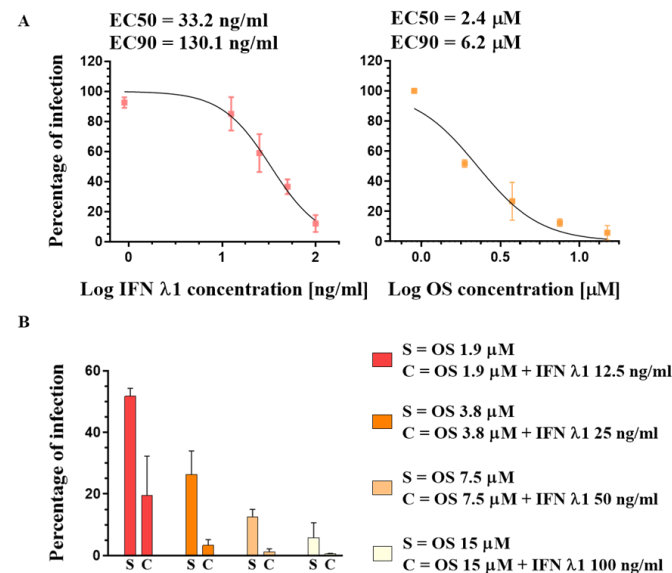 A
EC50 = 33.2 ng/ml
EC90 = 130.1 ng/ml
EC50 = 2.4 μM
EC90 = 6.2 μM
Percentage of infection
120
100
80
60
40
20
0
0
1
2
Log IFN λ1 concentration [ng/ml]
120
100
80
60
40
20
0
0.0
0.5
1.0
Log OS concentration [μM]
B
Percentage of infection
60
40
20
0
S C
S C
S C
S C
S = OS 1.9 μM
C = OS 1.9 μM + IFN λ1 12.5 ng/ml
S = OS 3.8 μM
C = OS 3.8 μM + IFN λ1 25 ng/ml
S = OS 7.5 μM
C = OS 7.5 μM + IFN λ1 50 ng/ml
S = OS 15 μM
C = OS 15 μM + IFN λ1 100 ng/ml